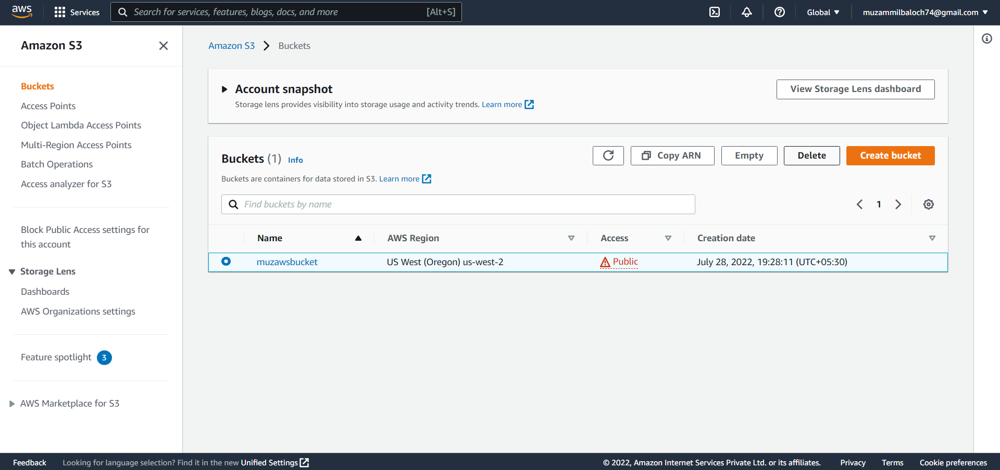 aws
Services
Search for services, features, blogs, docs, and more [Alt+S]
Global
muzammilbaloch74@gmail.com
Amazon S3
Buckets
Access Points
Object Lambda Access Points
Multi-Region Access Points
Batch Operations
Access analyzer for S3
Block Public Access settings for
this account
Storage Lens
Dashboards
AWS Organizations settings
Feature spotlight 3
AWS Marketplace for S3
Amazon S3 Buckets
Account snapshot
Storage lens provides visibility into storage usage and activity trends. Learn more
View Storage Lens dashboard
Buckets (1) Info
Copy ARN
Empty
Delete
Create bucket
Buckets are containers for data stored in S3. Learn more
Find buckets by name
1
Name AWS Region Access Creation date
muzawsbucket US West (Oregon) us-west-2 Public July 28, 2022, 19:28:11 (UTC+05:30)
Feedback Looking for language selection? Find it in the new Unified Settings © 2022, Amazon Internet Services Private Ltd. or its affiliates. Privacy Terms Cookie preferences